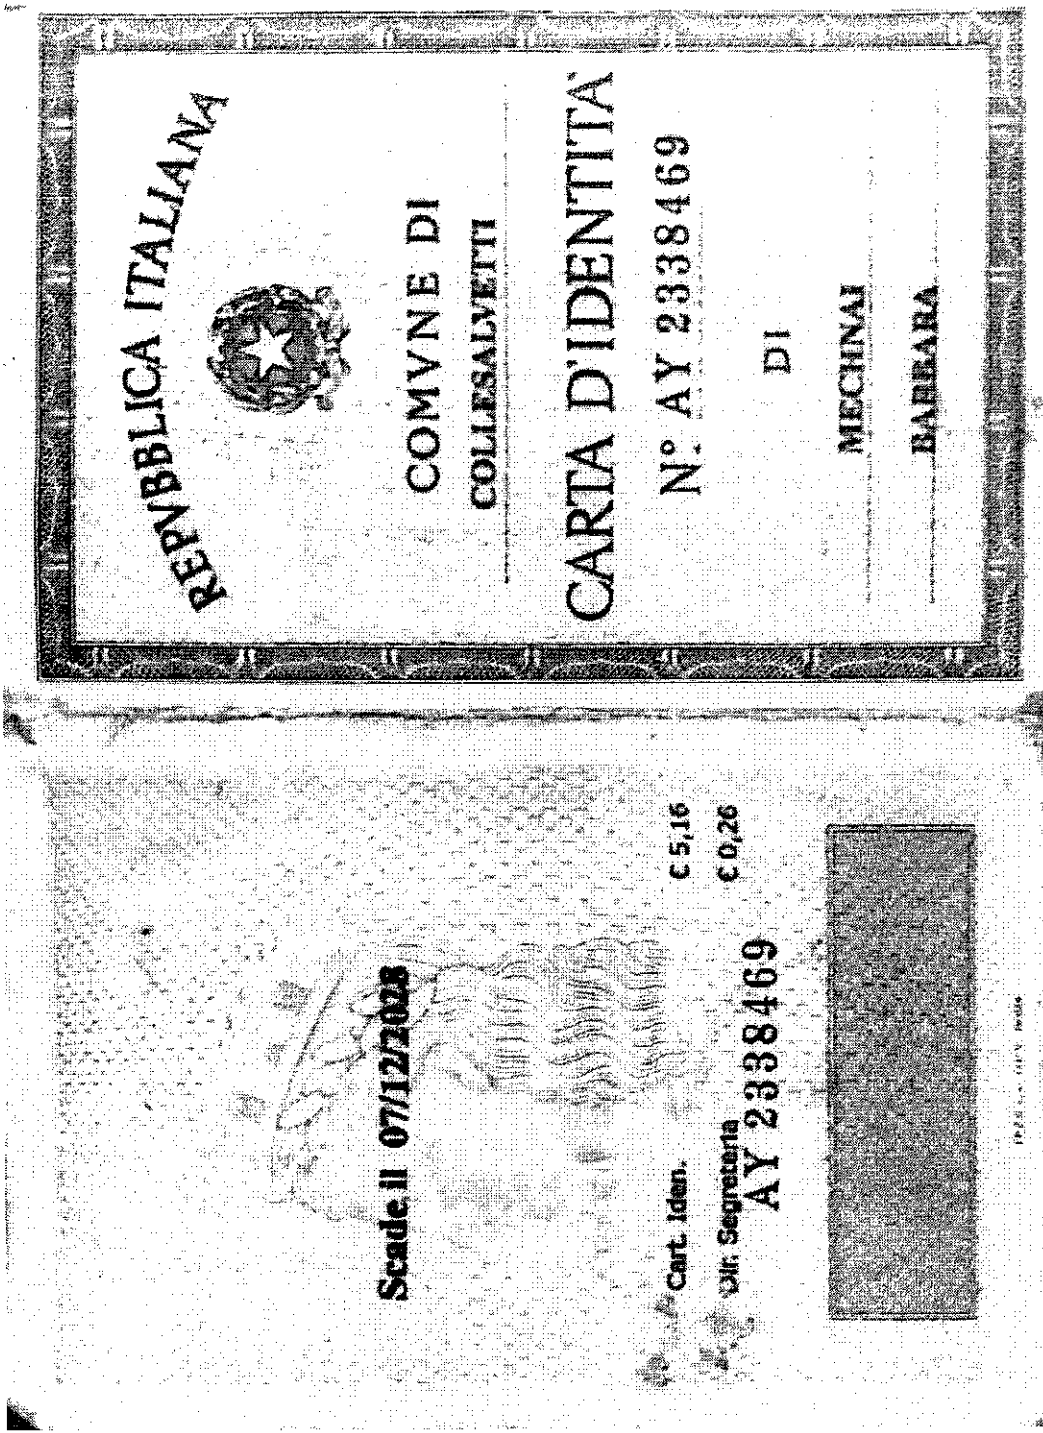 REPVBBLICA ITALIANA
COMVNE DI
COLLESALVETTI
CARTA D'IDENTITA'
N° AY 2338469
DI
MECHNAI
BARBARA
Scade il 07/12/2028
Cart. Iden. € 5,16
Dir. Segreteria € 0,26
AY 2338469